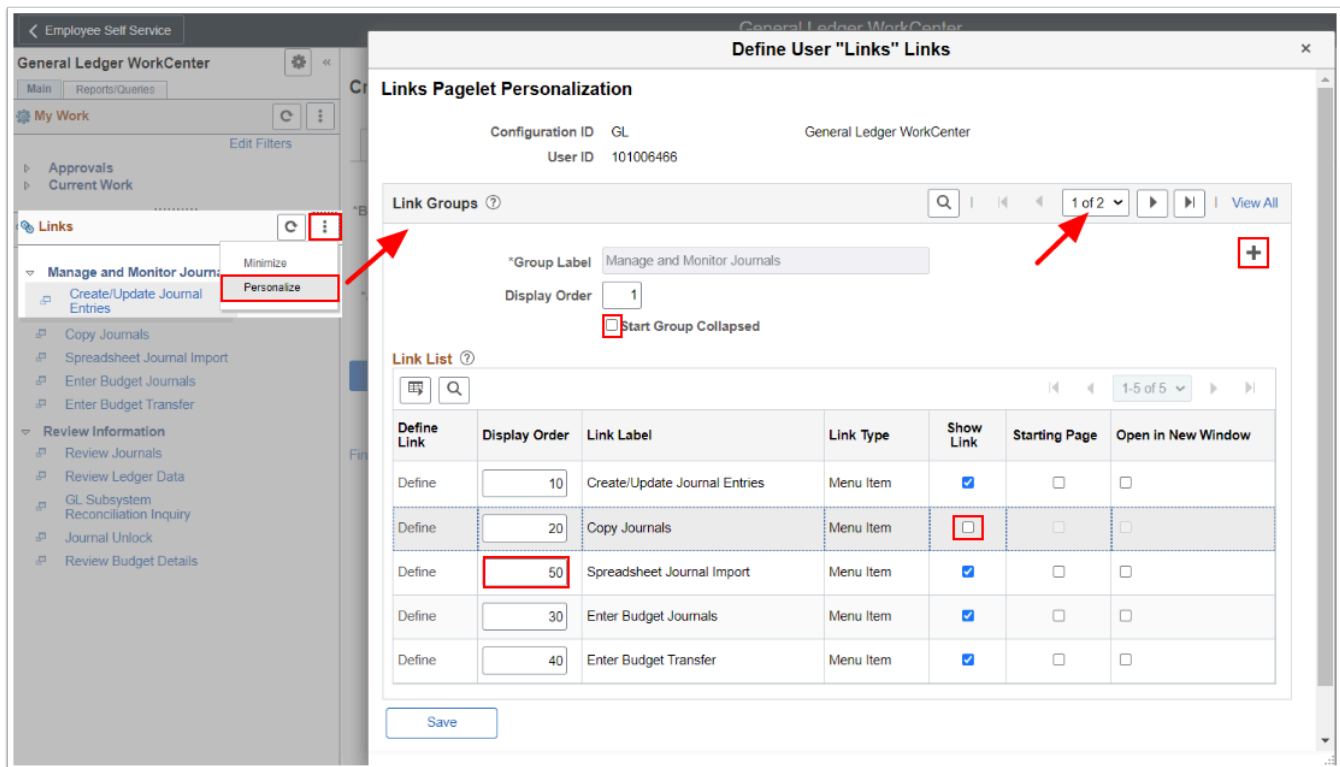 Employee Self Service
General Ledger WorkCenter
General Ledger WorkCenter
«
Main
Reports/Queries
My Work
Edit Filters
Approvals
Current Work
Links
Minimize
Personalize
Manage and Monitor Journa
Create/Update Journal
Entries
Copy Journals
Spreadsheet Journal Import
Enter Budget Journals
Enter Budget Transfer
Review Information
Review Journals
Review Ledger Data
GL Subsystem
Reconciliation Inquiry
Journal Unlock
Review Budget Details
Cr
*B
Fin
Define User "Links" Links
×
Links Pagelet Personalization
Configuration ID GL General Ledger WorkCenter
User ID 101006466
Link Groups ?
1 of 2
View All
*Group Label Manage and Monitor Journals
+
Display Order 1
Start Group Collapsed
Link List ?
1-5 of 5
Define Link Display Order Link Label Link Type Show Link Starting Page Open in New Window
Define 10 Create/Update Journal Entries Menu Item
Define 20 Copy Journals Menu Item
Define 50 Spreadsheet Journal Import Menu Item
Define 30 Enter Budget Journals Menu Item
Define 40 Enter Budget Transfer Menu Item
Save